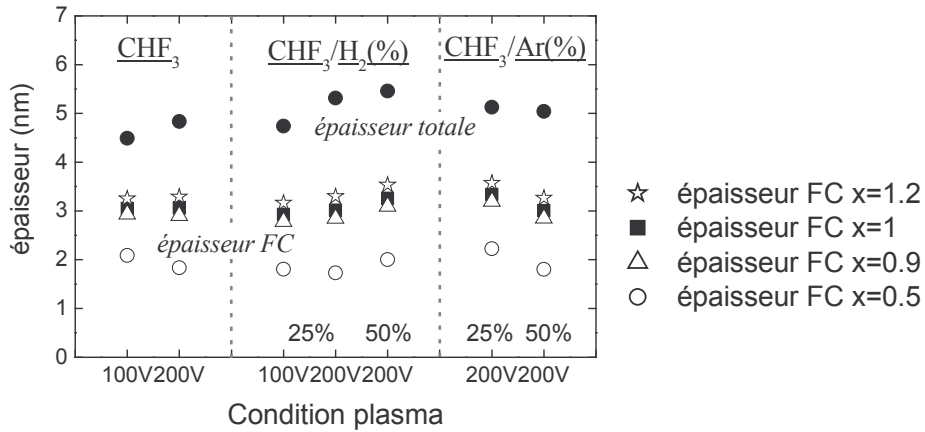 7
6
5
4
3
2
1
0
épaisseur (nm)
CHF₃
CHF₃/H₂(%)
CHF₃/Ar(%)
épaisseur totale
épaisseur FC
25% 50%
25% 50%
100V200V
100V200V200V
200V200V
Condition plasma
épaisseur FC x=1.2
épaisseur FC x=1
épaisseur FC x=0.9
épaisseur FC x=0.5